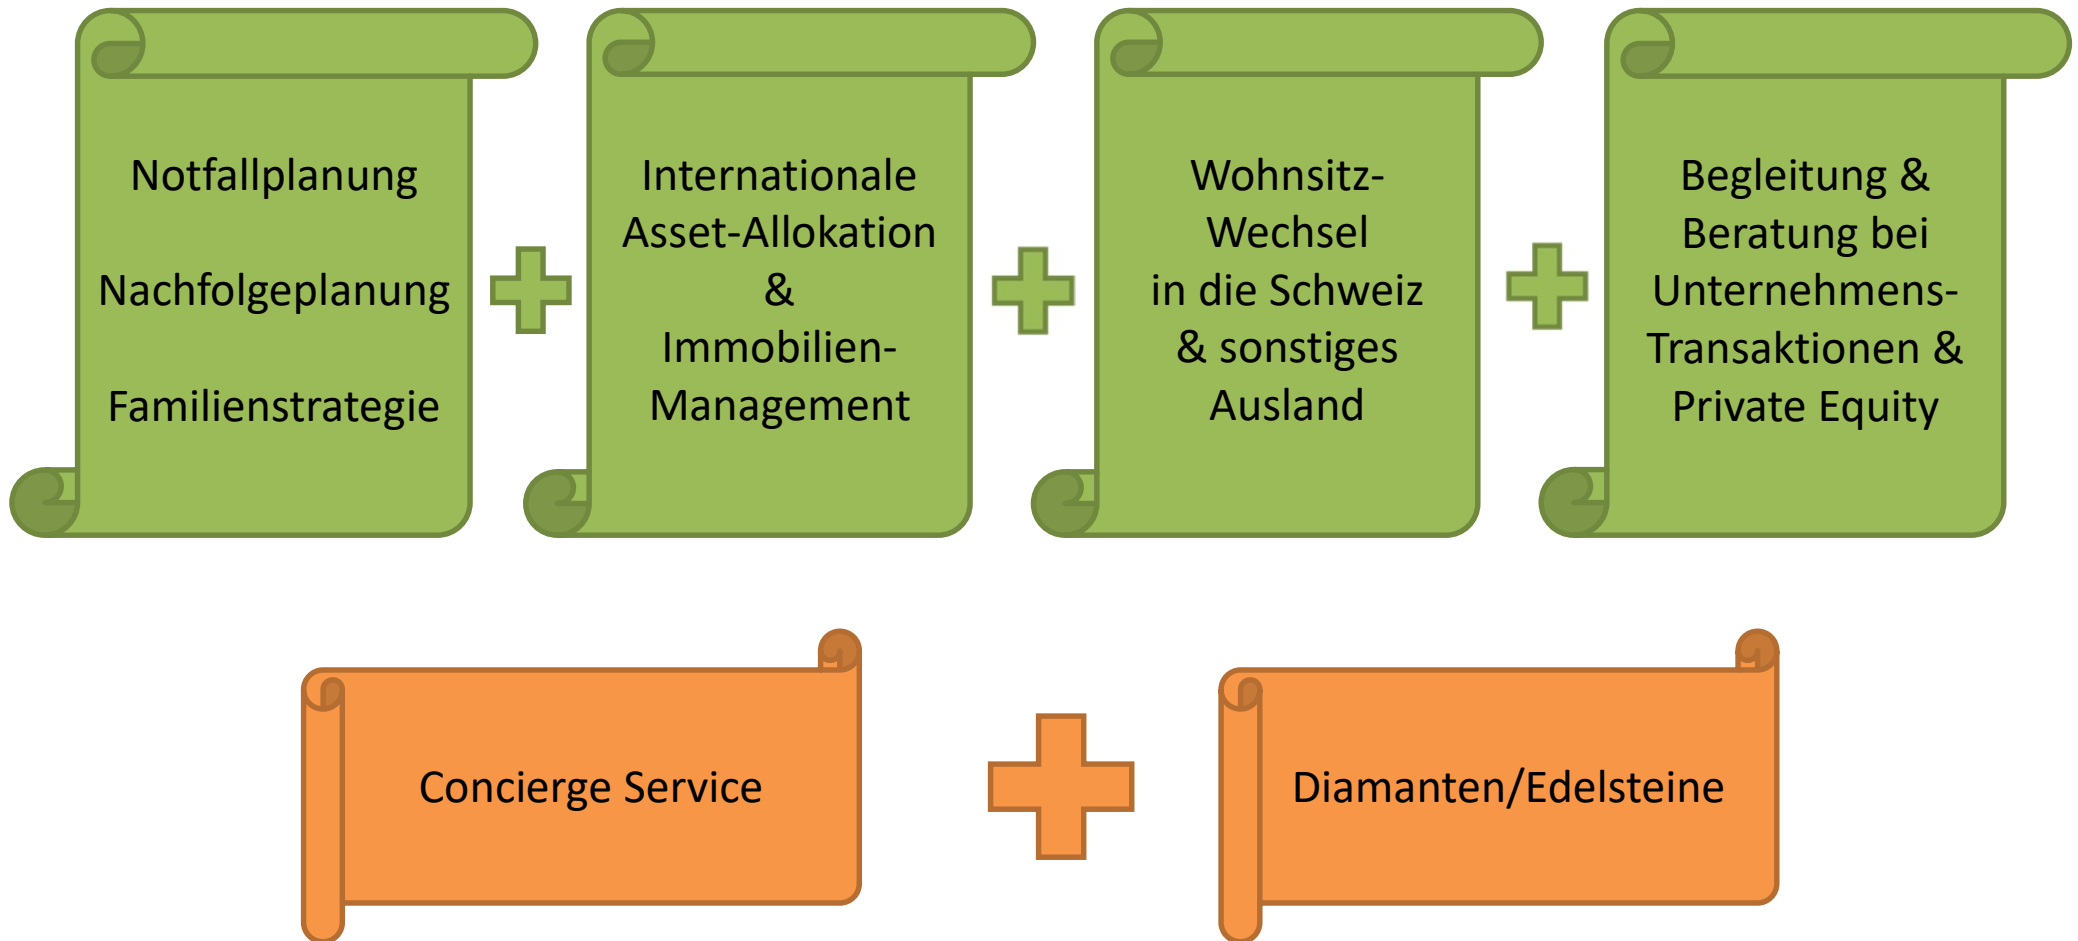 Notfallplanung
Nachfolgeplanung
Familienstrategie
Internationale
Asset-Allokation
&
Immobilien-
Management
Wohnsitz-
Wechsel
in die Schweiz
& sonstiges
Ausland
Begleitung &
Beratung bei
Unternehmens-
Transaktionen &
Private Equity
Concierge Service
Diamanten/Edelsteine